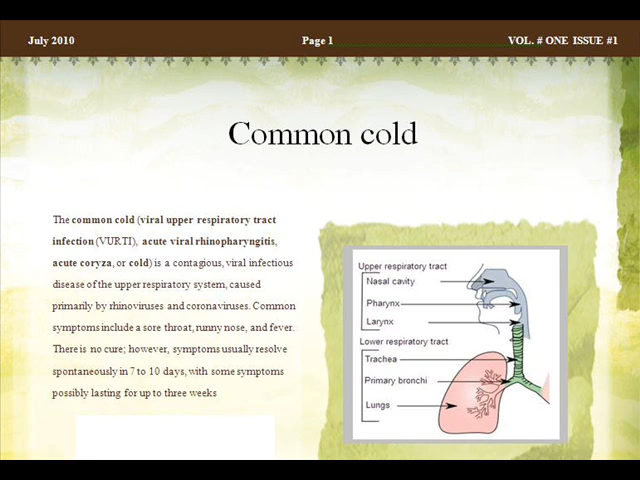 July 2010 Page 1 VOL. # ONE ISSUE #1
Common cold
The common cold (viral upper respiratory tract
infection (VURTI), acute viral rhinopharyngitis,
acute coryza, or cold) is a contagious, viral infectious
disease of the upper respiratory system, caused
primarily by rhinoviruses and coronaviruses. Common
symptoms include a sore throat, runny nose, and fever.
There is no cure; however, symptoms usually resolve
spontaneously in 7 to 10 days, with some symptoms
possibly lasting for up to three weeks
Upper respiratory tract
Nasal cavity
Pharynx
Larynx
Lower respiratory tract
Trachea
Primary bronchi
Lungs